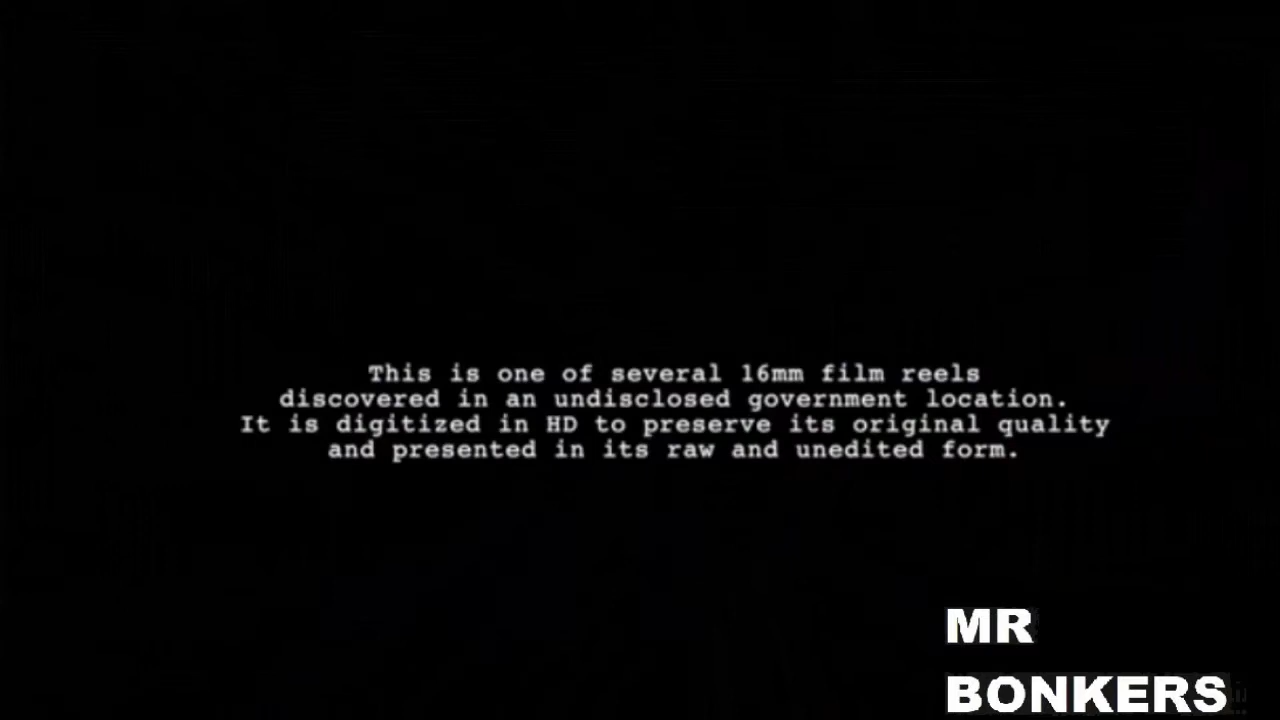 This is one of several 16mm film reels
discovered in an undisclosed government location.
It is digitized in HD to preserve its original quality
and presented in its raw and unedited form.
MR
BONKERS